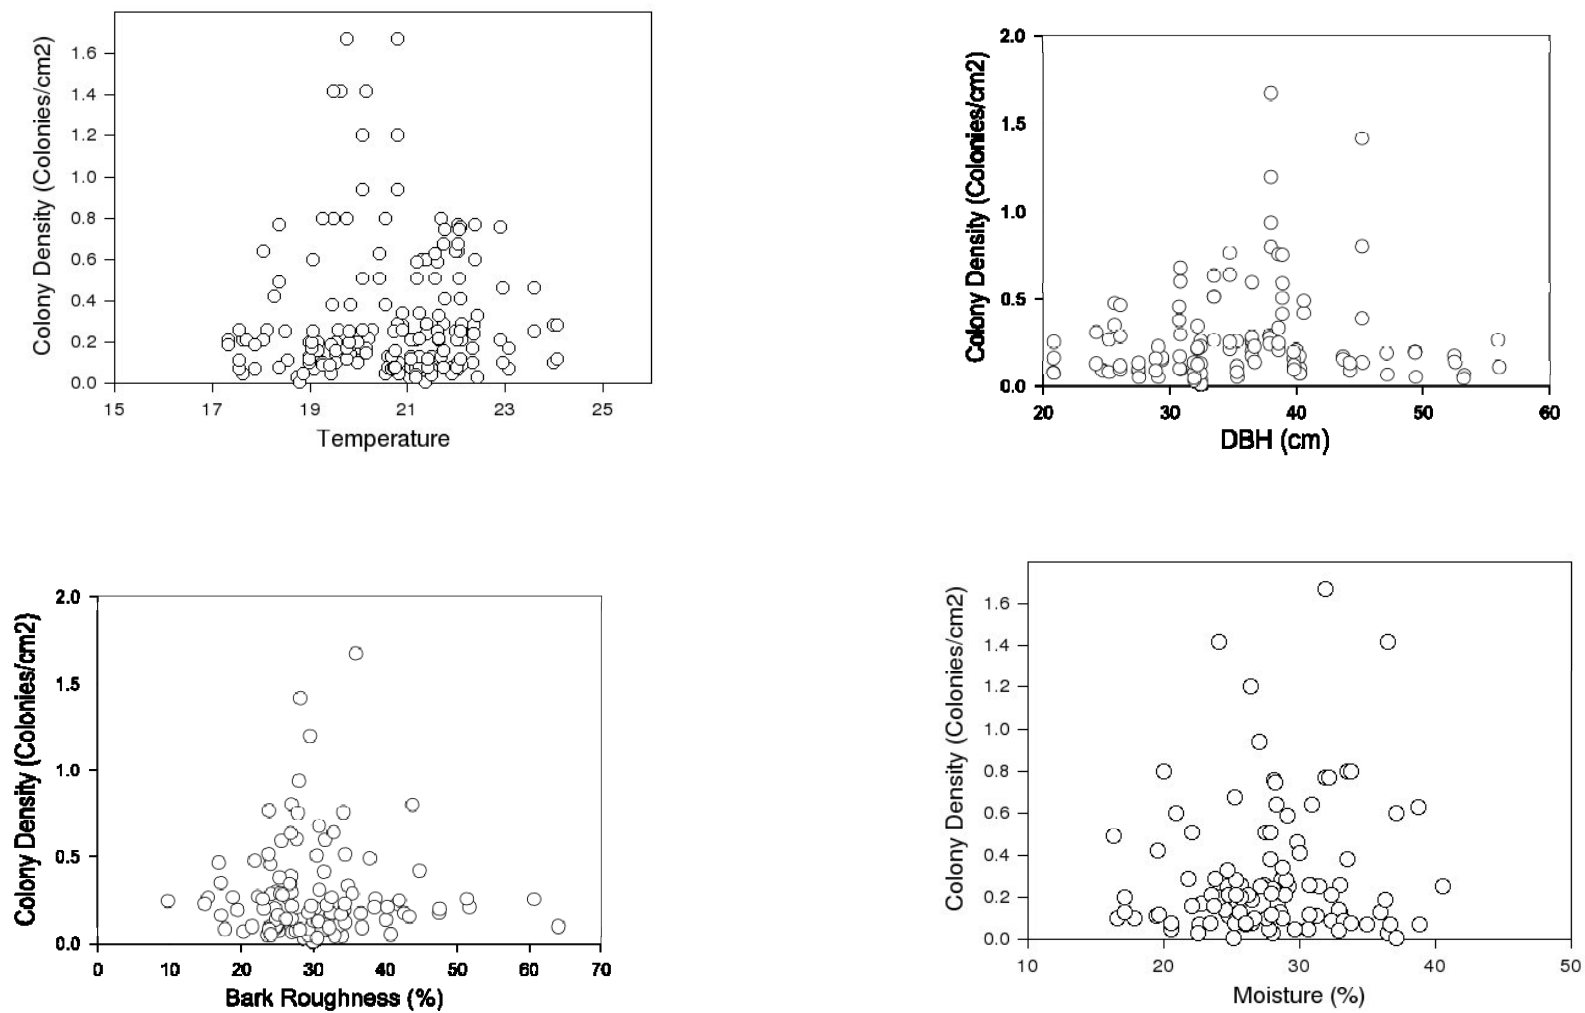 Colony Density (Colonies/cm2)
1.6
1.4
1.2
1.0
0.8
0.6
0.4
0.2
0.0
15 17 19 21 23 25
Temperature
Colony Density (Colonies/cm2)
2.0
1.5
1.0
0.5
0.0
20 30 40 50 60
DBH (cm)
Colony Density (Colonies/cm2)
2.0
1.5
1.0
0.5
0.0
0 10 20 30 40 50 60 70
Bark Roughness (%)
Colony Density (Colonies/cm2)
1.6
1.4
1.2
1.0
0.8
0.6
0.4
0.2
0.0
10 20 30 40 50
Moisture (%)